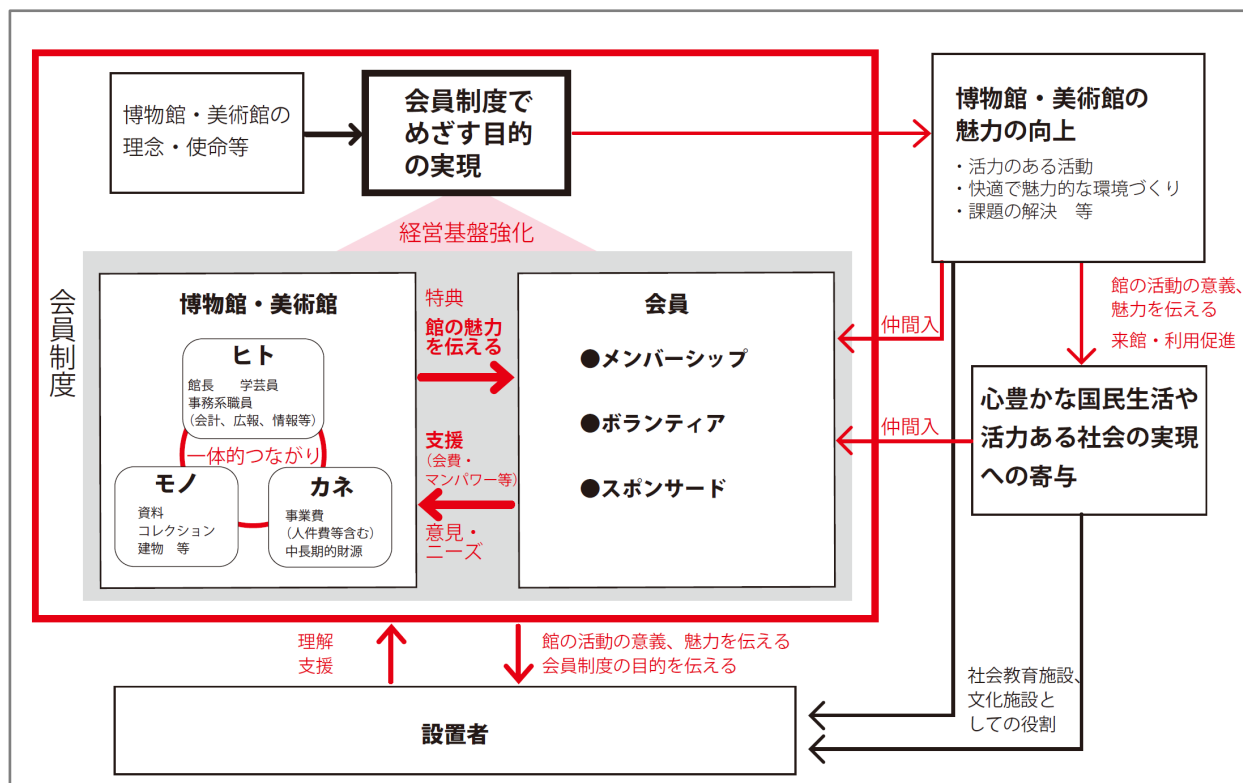 博物館・美術館の
理念・使命等
会員制度で
めざす目的
の実現
博物館・美術館の
魅力の向上
・活力のある活動
・快適で魅力的な環境づくり
・課題の解決　等
経営基盤強化
会員制度
博物館・美術館
ヒト
館長　学芸員
事務系職員
（会計、広報、情報等）
一体的つながり
モノ
資料
コレクション
建物　等
カネ
事業費
（人件費等含む）
中長期的財源
特典
館の魅力
を伝える
支援
（会費・
マンパワー等）
意見・
ニーズ
会員
●メンバーシップ
●ボランティア
●スポンサード
仲間入
仲間入
館の活動の意義、
魅力を伝える
来館・利用促進
心豊かな国民生活や
活力ある社会の実現
への寄与
理解
支援
館の活動の意義、魅力を伝える
会員制度の目的を伝える
社会教育施設、
文化施設と
しての役割
設置者